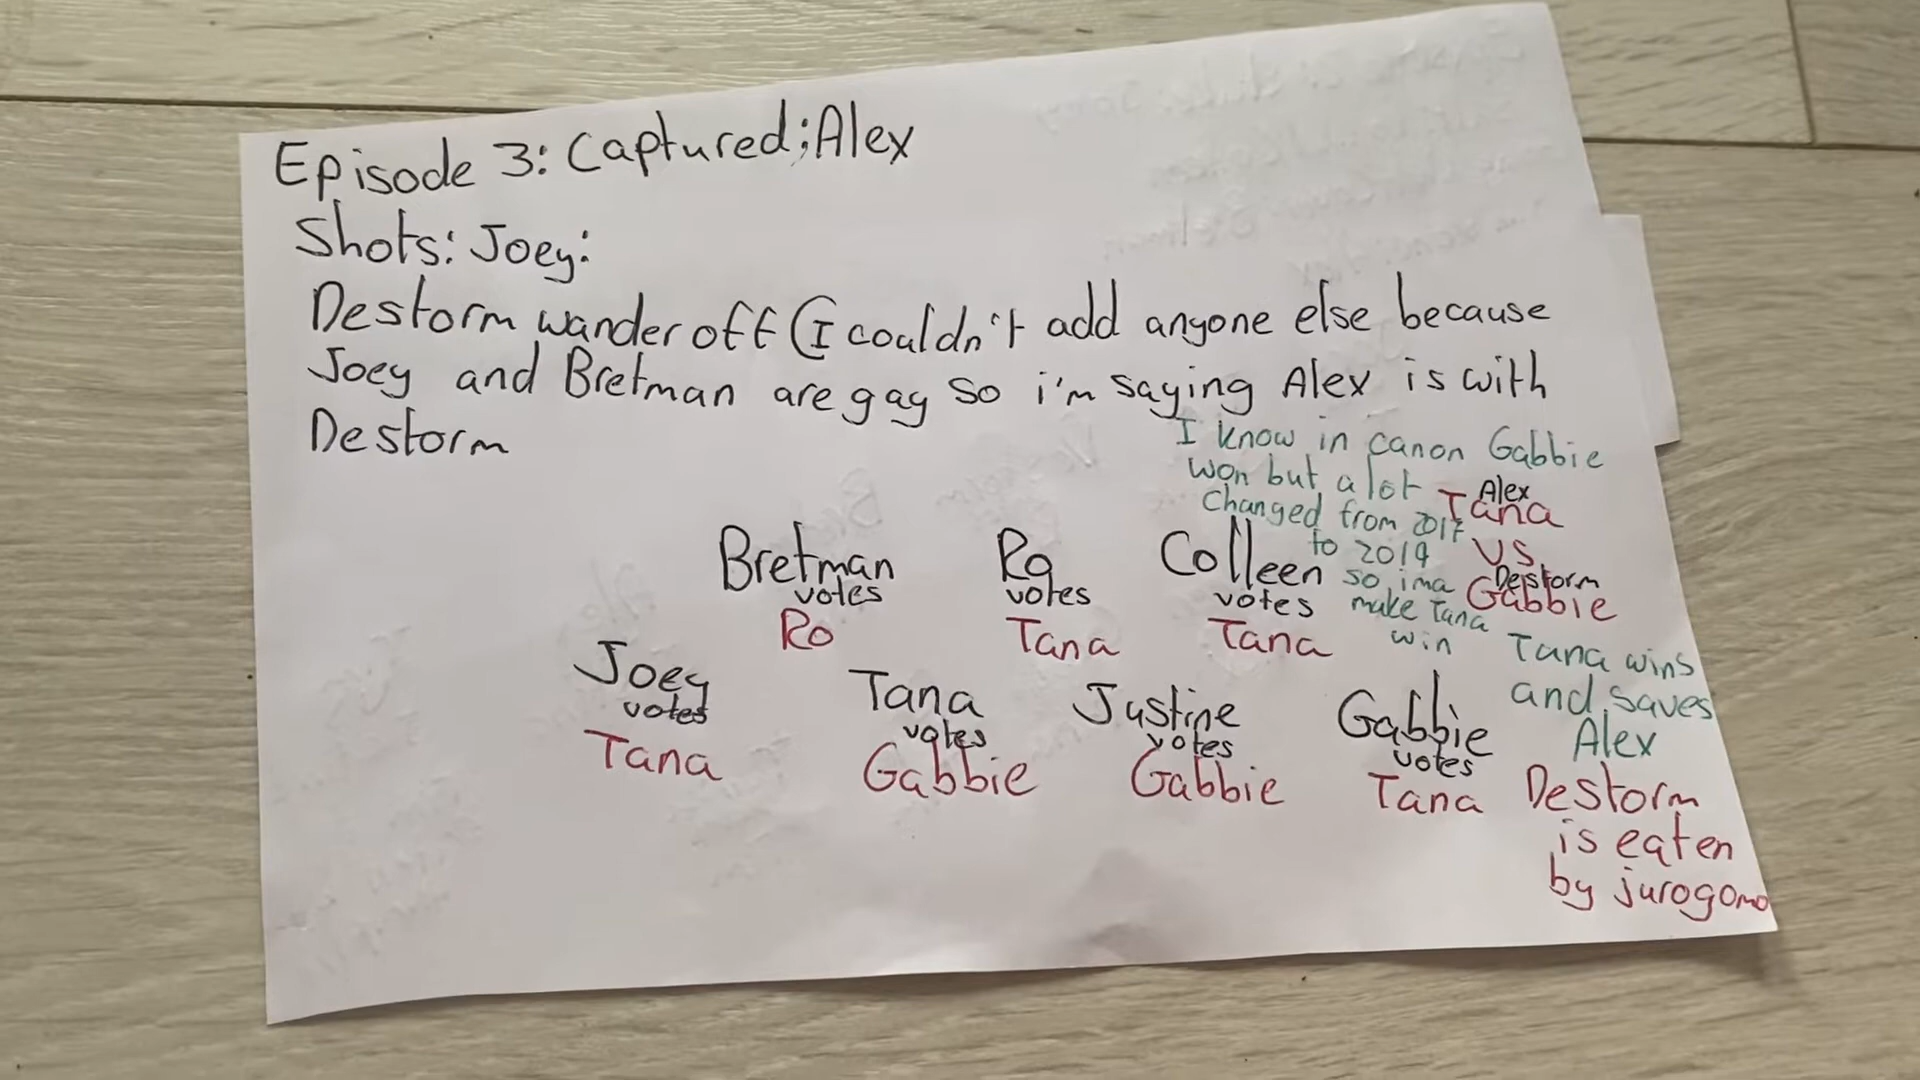 Episode 3: Captured; Alex
Shots: Joey:
Destorm wander off (I couldn't add anyone else because
Joey and Bretman are gay so i'm saying Alex is with
Destorm
I know in canon Gabbie
won but a lot
changed from 2017
to 2019
so ima
make Tana
win
Alex
Tana
VS
Destorm
Gabbie
Tana wins
and saves
Alex
Destorm
is eaten
by jurogomo
Bretman
votes
Ro
Ro
votes
Tana
Colleen
votes
Tana
Joey
votes
Tana
Tana
votes
Gabbie
Justine
votes
Gabbie
Gabbie
votes
Tana